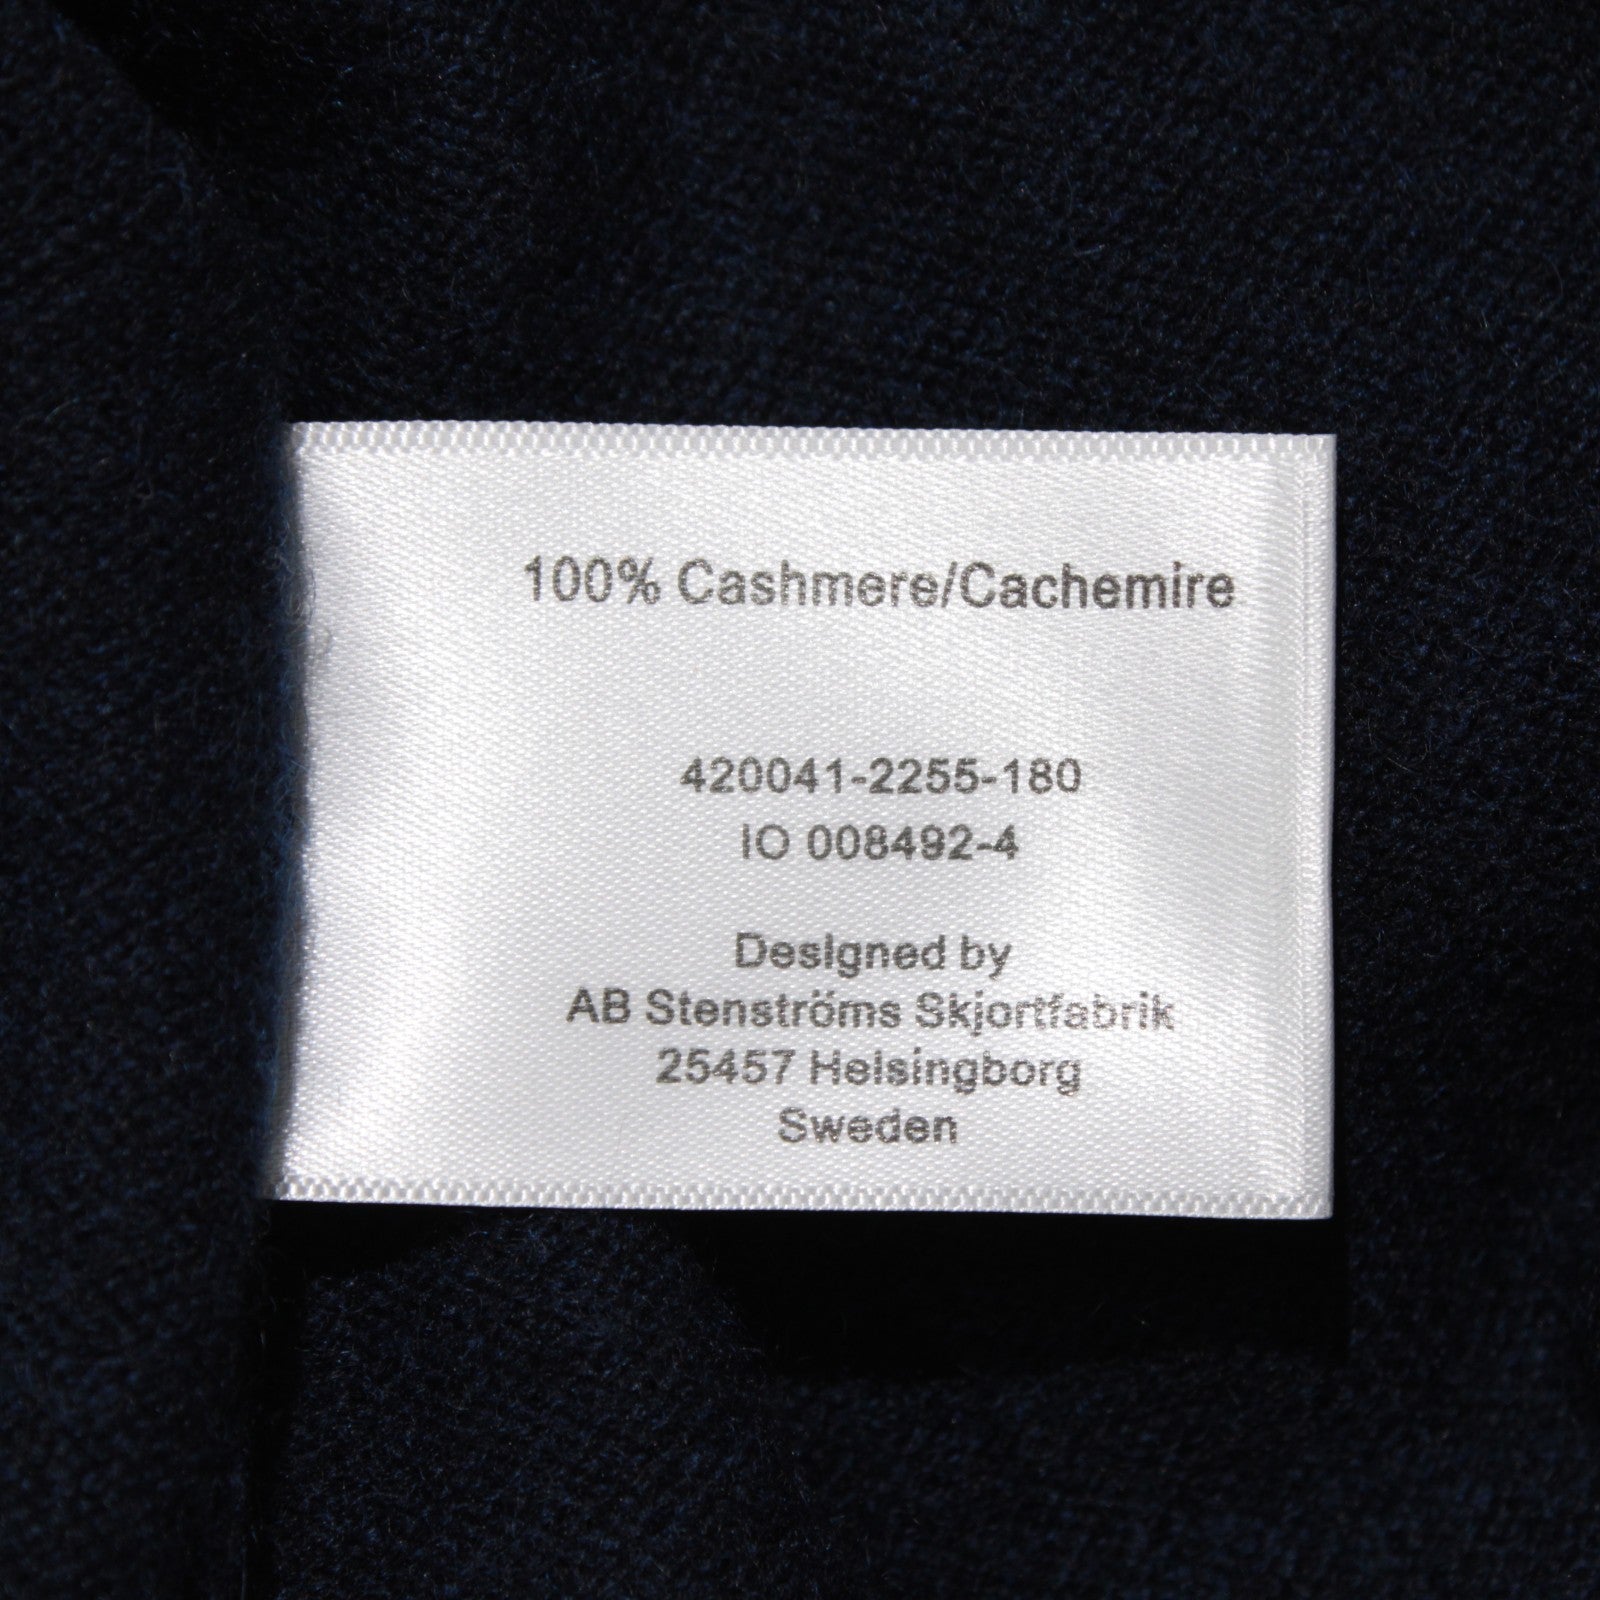 100% Cashmere/Cachemire
420041-2255-180
IO 008492-4
Designed by
AB Stenströms Skjortfabrik
25457 Helsingborg
Sweden